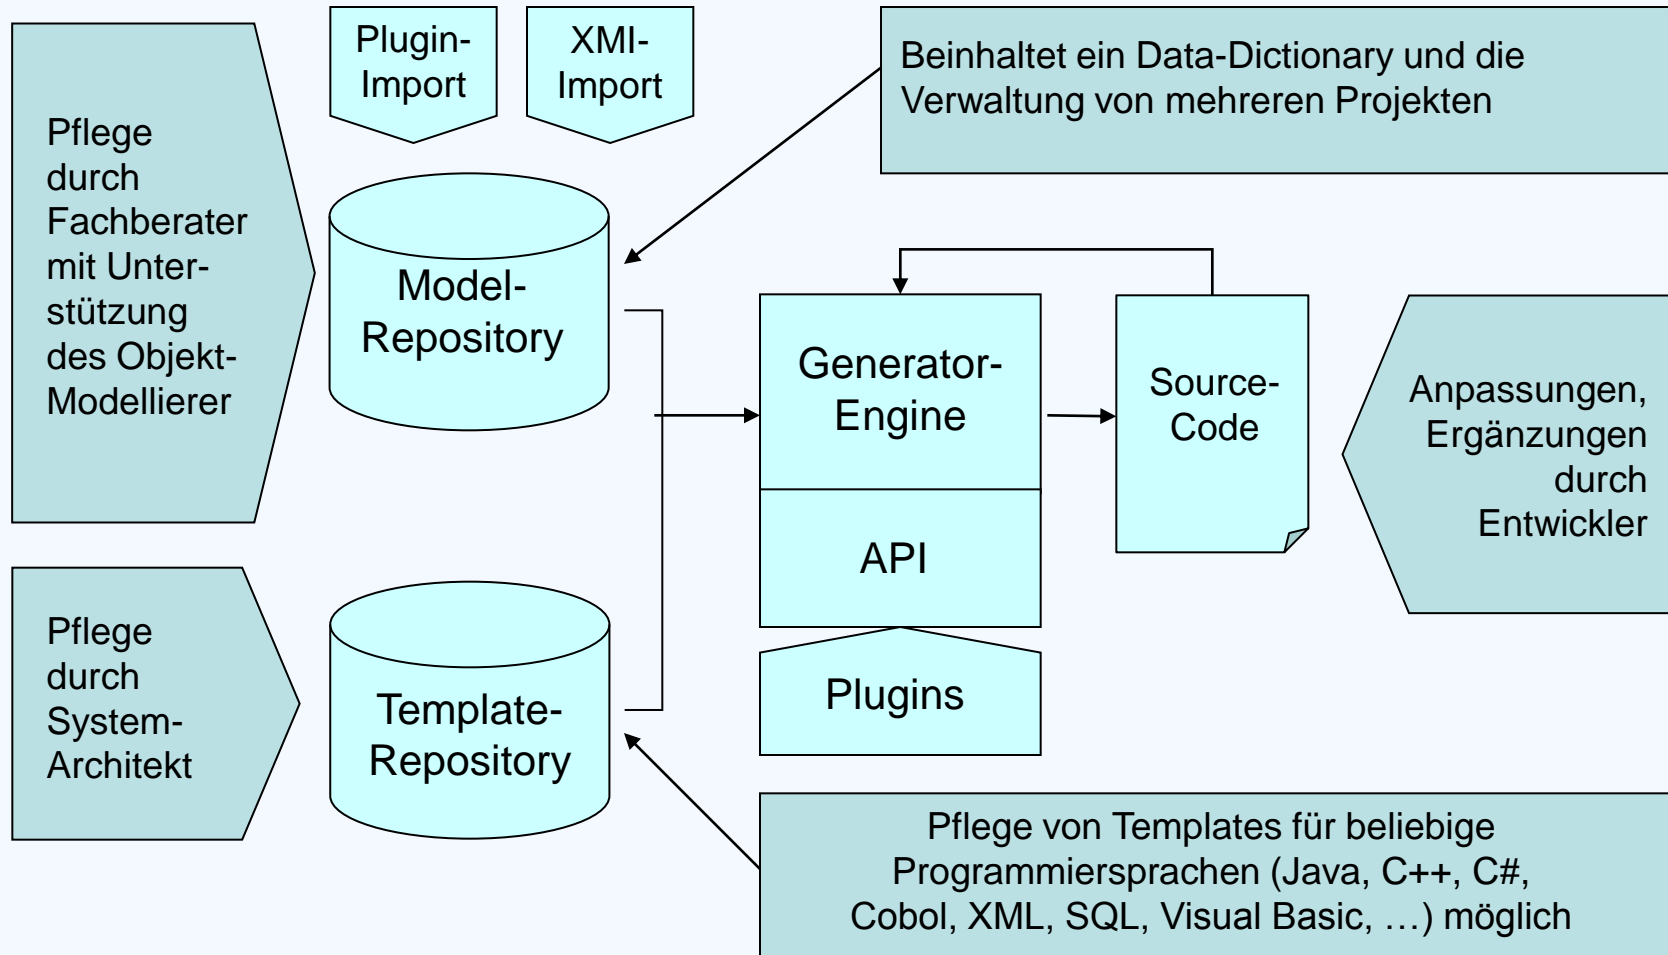 Plugin-
Import
XMI-
Import
Beinhaltet ein Data-Dictionary und die
Verwaltung von mehreren Projekten
Pflege
durch
Fachberater
mit Unter-
stützung
des Objekt-
Modellierer
Model-
Repository
Generator-
Engine
Source-
Code
Anpassungen,
Ergänzungen
durch
Entwickler
API
Pflege
durch
System-
Architekt
Template-
Repository
Plugins
Pflege von Templates für beliebige
Programmiersprachen (Java, C++, C#,
Cobol, XML, SQL, Visual Basic, …) möglich